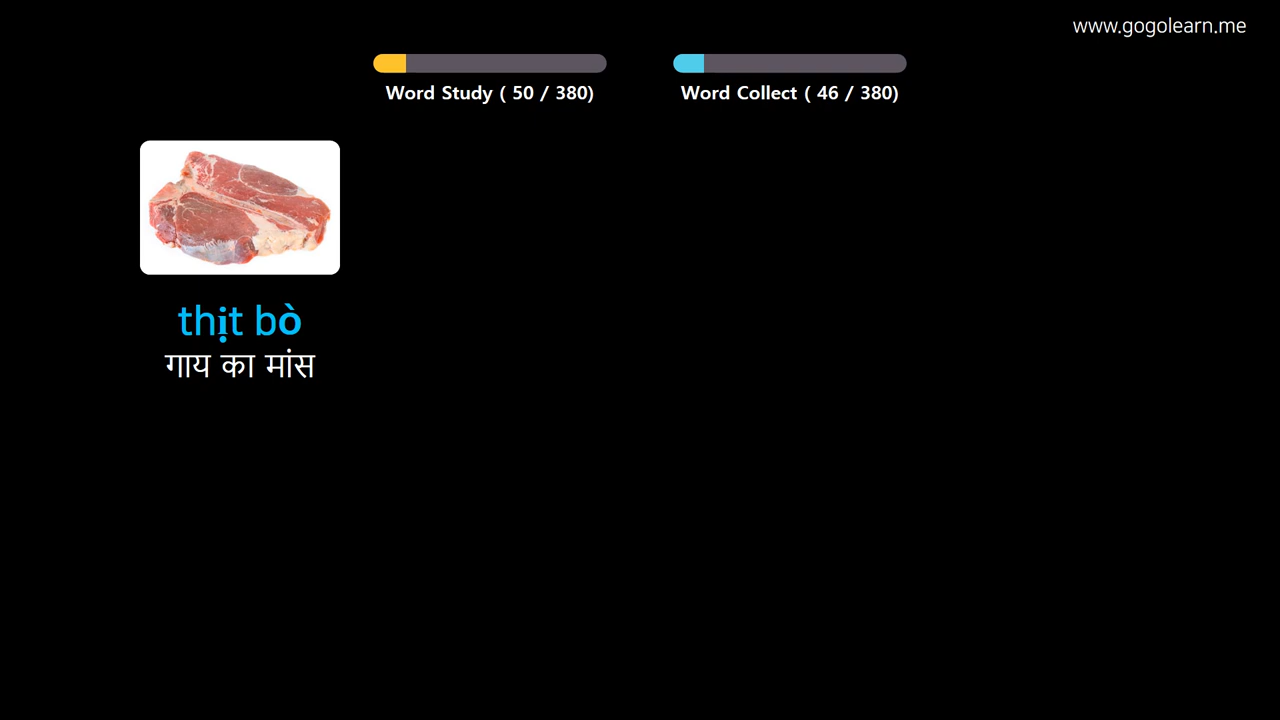 www.gogolearn.me
Word Study ( 50 / 380)
Word Collect ( 46 / 380)
thịt bò
गाय का मांस